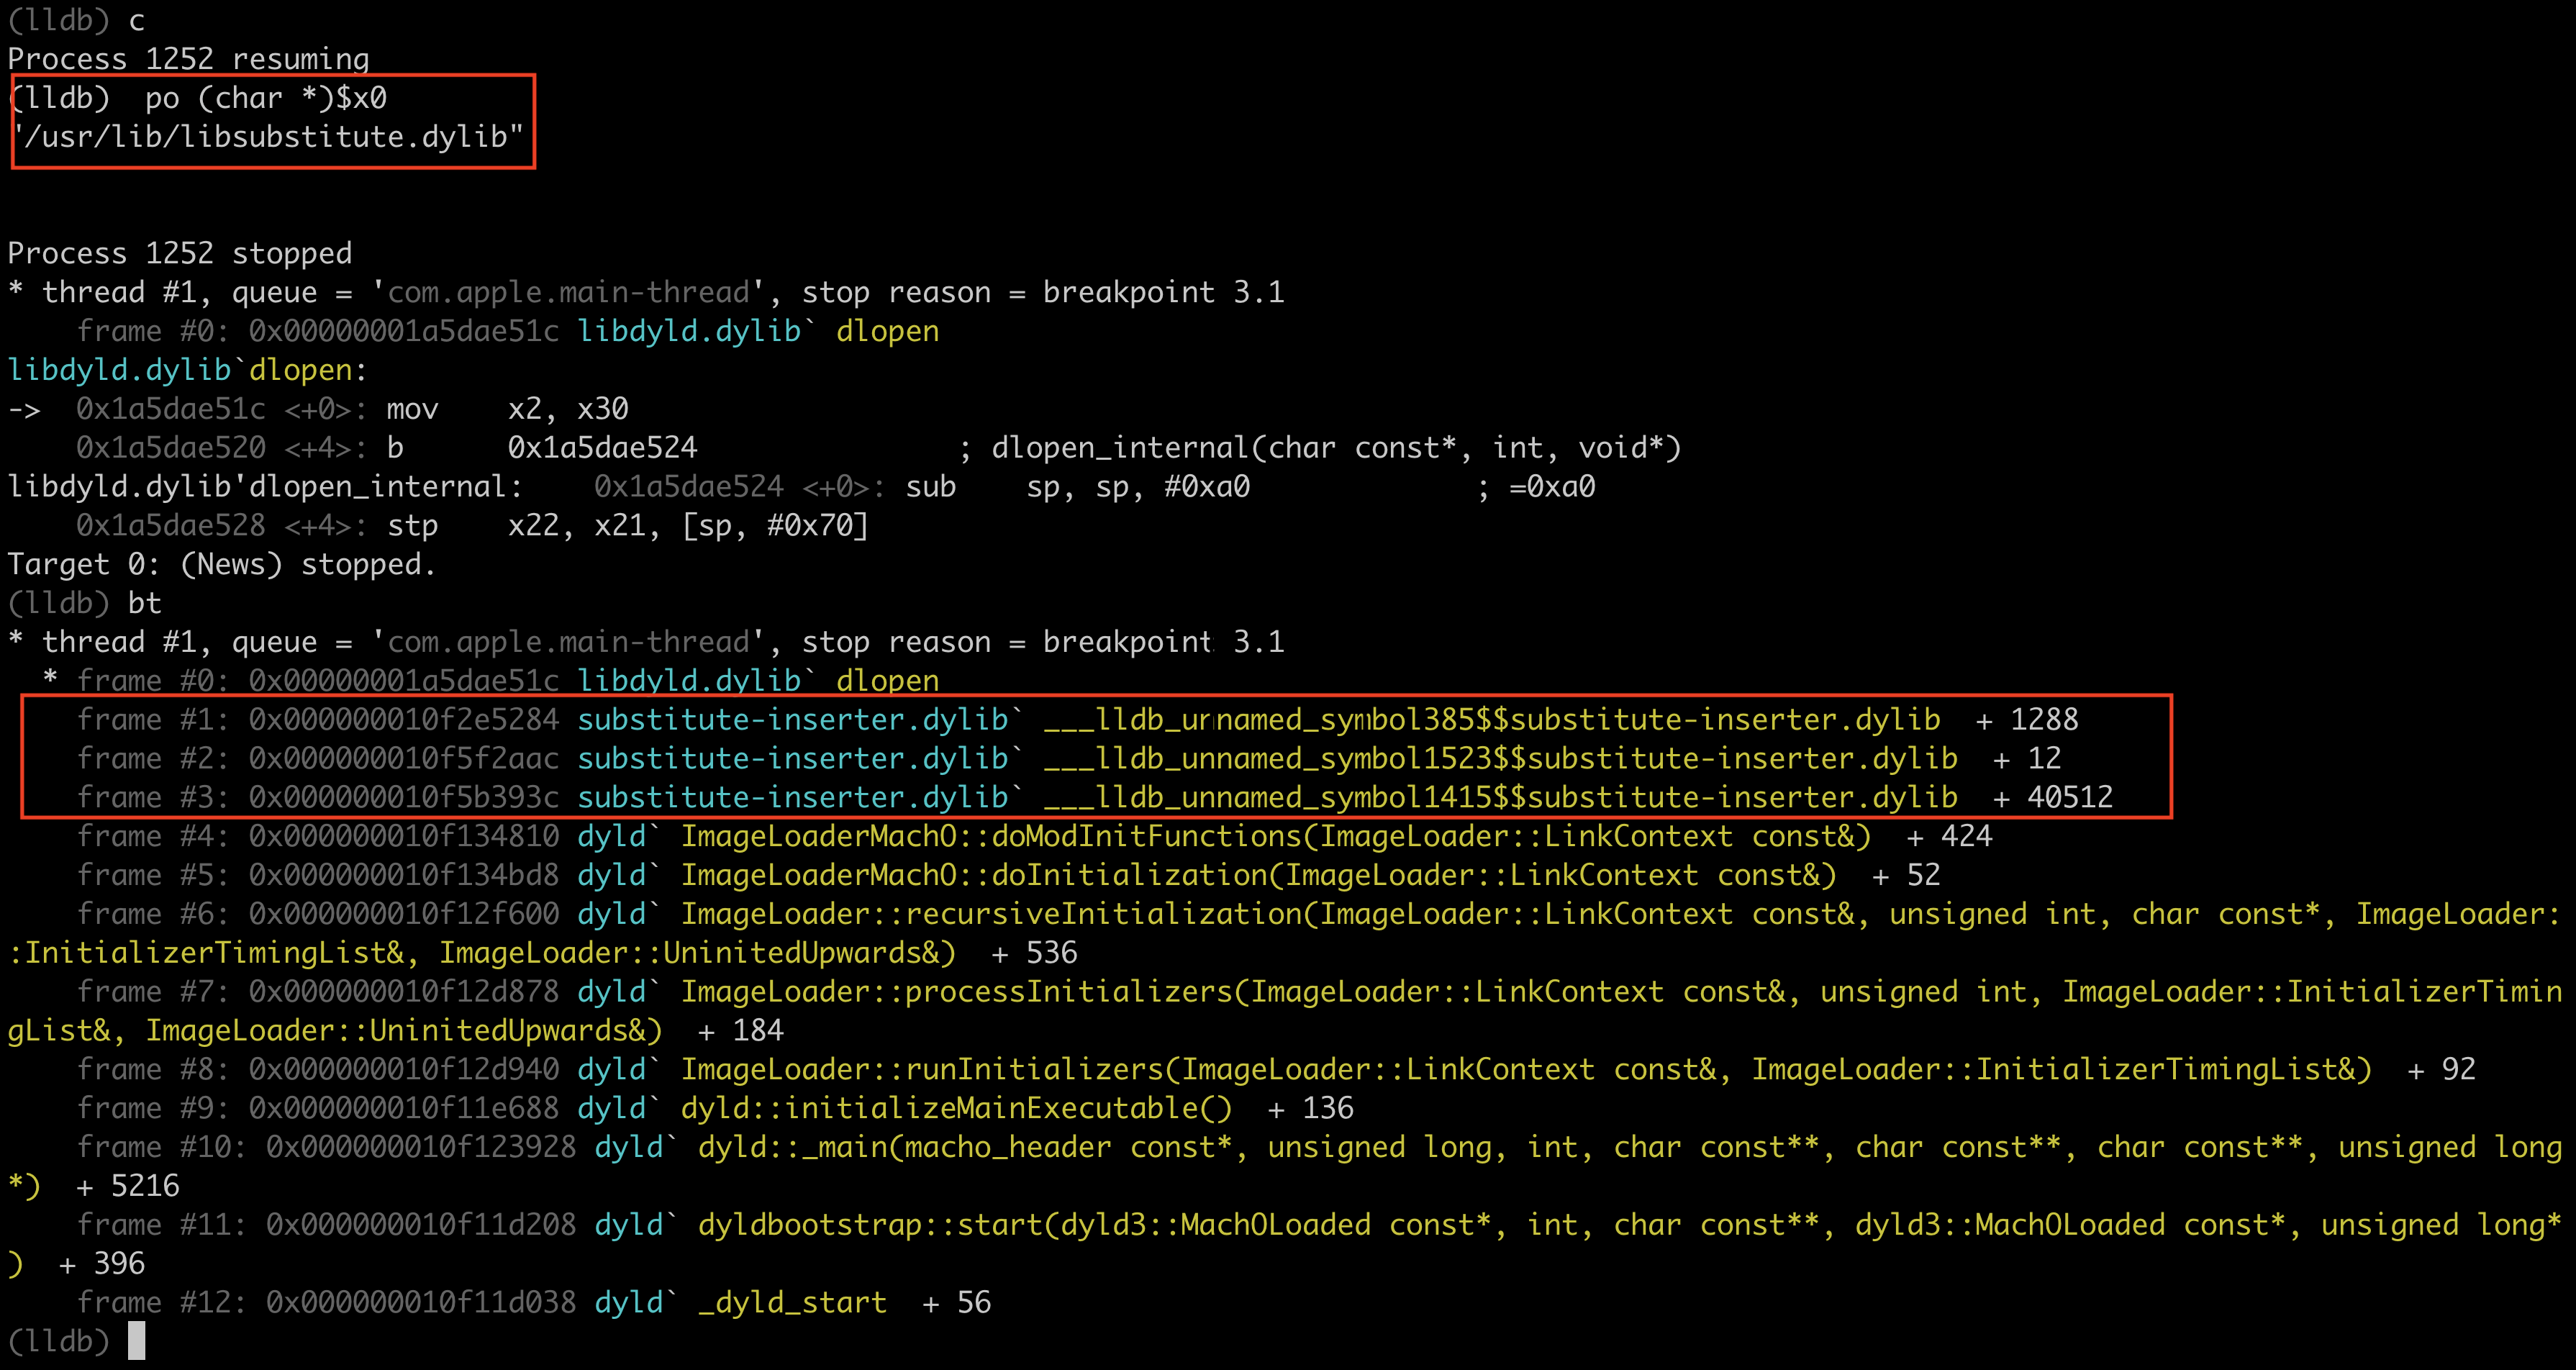 (lldb) c
Process 1252 resuming
(lldb)  po (char *)$x0
"/usr/lib/libsubstitute.dylib"
Process 1252 stopped
* thread #1, queue = 'com.apple.main-thread', stop reason = breakpoint 3.1
    frame #0: 0x00000001a5dae51c libdyld.dylib` dlopen
libdyld.dylib`dlopen:
->  0x1a5dae51c <+0>: mov    x2, x30
    0x1a5dae520 <+4>: b      0x1a5dae524               ; dlopen_internal(char const*, int, void*)
libdyld.dylib'dlopen_internal:    0x1a5dae524 <+0>: sub    sp, sp, #0xa0             ; =0xa0
    0x1a5dae528 <+4>: stp    x22, x21, [sp, #0x70]
Target 0: (News) stopped.
(lldb) bt
* thread #1, queue = 'com.apple.main-thread', stop reason = breakpoint 3.1
  * frame #0: 0x00000001a5dae51c libdyld.dylib` dlopen
    frame #1: 0x000000010f2e5284 substitute-inserter.dylib` ___lldb_unnamed_symbol385$$substitute-inserter.dylib  + 1288
    frame #2: 0x000000010f5f2aac substitute-inserter.dylib` ___lldb_unnamed_symbol1523$$substitute-inserter.dylib  + 12
    frame #3: 0x000000010f5b393c substitute-inserter.dylib` ___lldb_unnamed_symbol1415$$substitute-inserter.dylib  + 40512
    frame #4: 0x000000010f134810 dyld` ImageLoaderMachO::doModInitFunctions(ImageLoader::LinkContext const&)  + 424
    frame #5: 0x000000010f134bd8 dyld` ImageLoaderMachO::doInitialization(ImageLoader::LinkContext const&)  + 52
    frame #6: 0x000000010f12f600 dyld` ImageLoader::recursiveInitialization(ImageLoader::LinkContext const&, unsigned int, char const*, ImageLoader:
:InitializerTimingList&, ImageLoader::UninitedUpwards&)  + 536
    frame #7: 0x000000010f12d878 dyld` ImageLoader::processInitializers(ImageLoader::LinkContext const&, unsigned int, ImageLoader::InitializerTimin
gList&, ImageLoader::UninitedUpwards&)  + 184
    frame #8: 0x000000010f12d940 dyld` ImageLoader::runInitializers(ImageLoader::LinkContext const&, ImageLoader::InitializerTimingList&)  + 92
    frame #9: 0x000000010f11e688 dyld` dyld::initializeMainExecutable()  + 136
    frame #10: 0x000000010f123928 dyld` dyld::_main(macho_header const*, unsigned long, int, char const**, char const**, char const**, unsigned long
*)  + 5216
    frame #11: 0x000000010f11d208 dyld` dyldbootstrap::start(dyld3::MachOLoaded const*, int, char const**, dyld3::MachOLoaded const*, unsigned long*
)  + 396
    frame #12: 0x000000010f11d038 dyld` _dyld_start  + 56
(lldb)